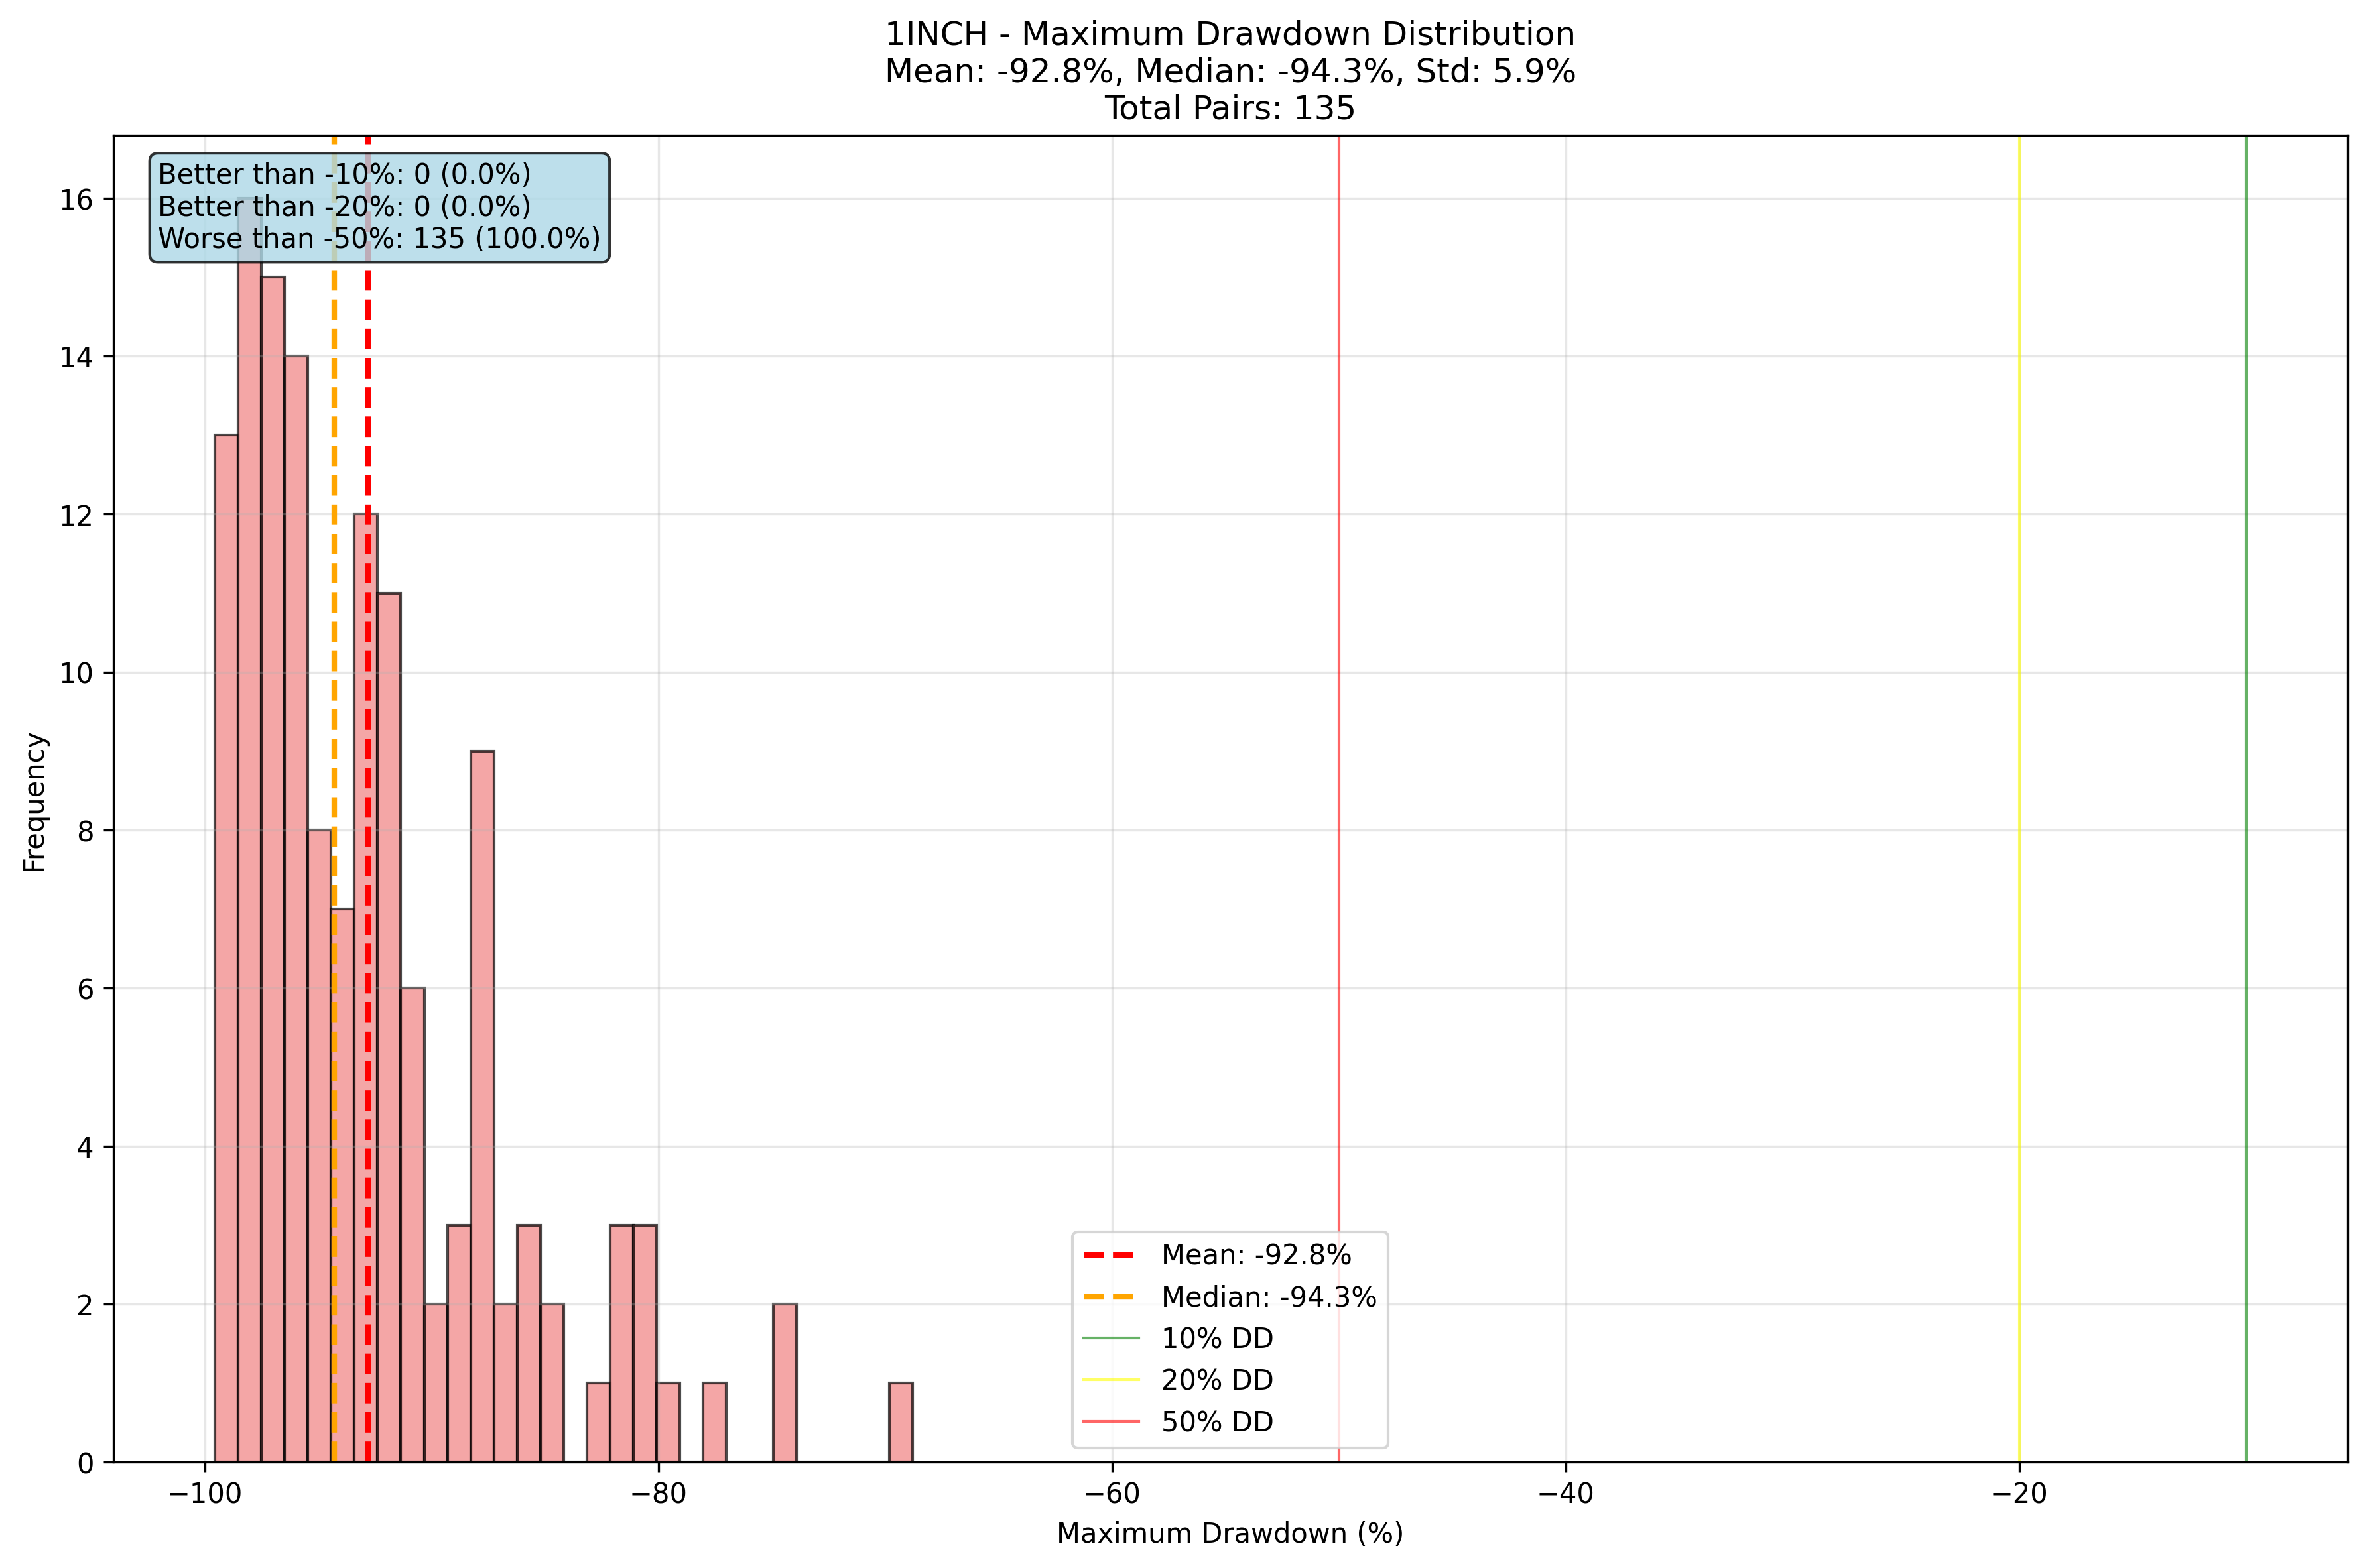 1INCH - Maximum Drawdown Distribution
Mean: -92.8%, Median: -94.3%, Std: 5.9%
Total Pairs: 135
Better than -10%: 0 (0.0%)
Better than -20%: 0 (0.0%)
Worse than -50%: 135 (100.0%)
16
14
12
10
8
6
4
2
0
Frequency
Mean: -92.8%
Median: -94.3%
10% DD
20% DD
50% DD
−100
−80
−60
−40
−20
Maximum Drawdown (%)